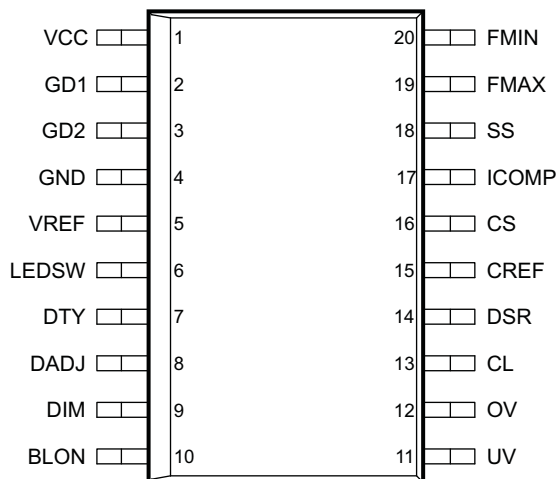 VCC 1 20 FMIN
GD1 2 19 FMAX
GD2 3 18 SS
GND 4 17 ICOMP
VREF 5 16 CS
LEDSW 6 15 CREF
DTY 7 14 DSR
DADJ 8 13 CL
DIM 9 12 OV
BLON 10 11 UV